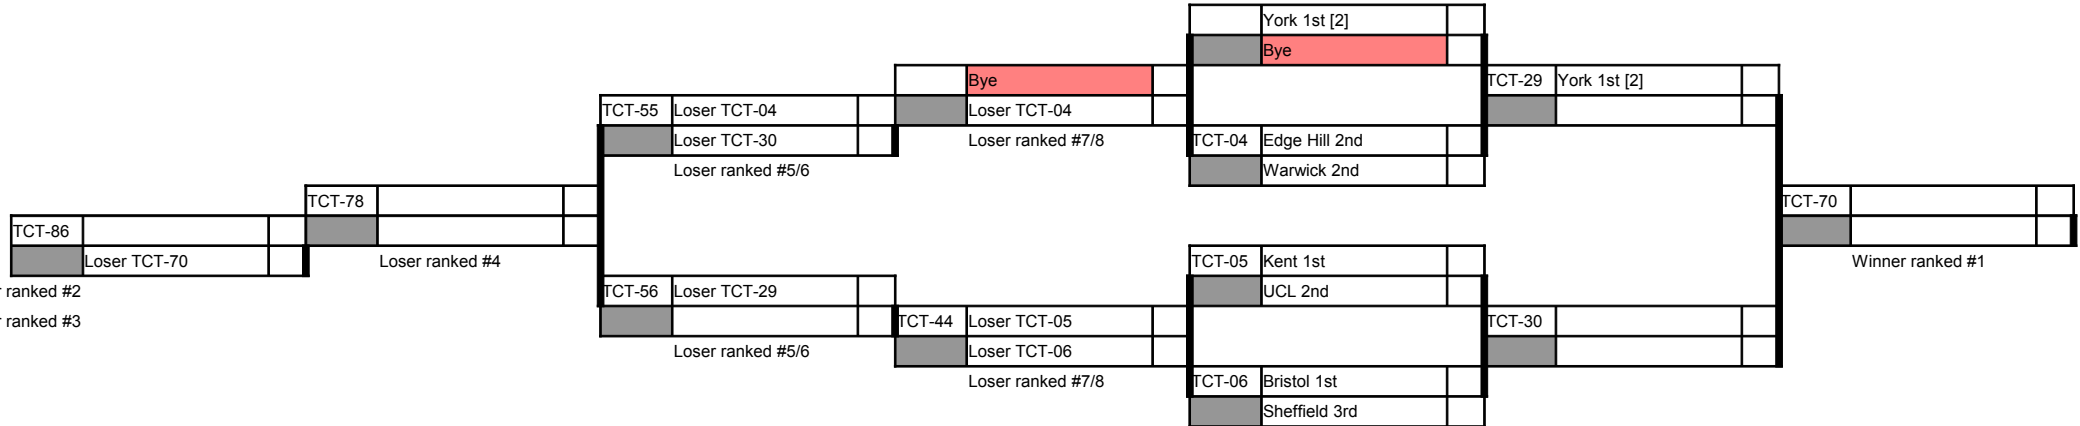 York 1st [2]
Bye
Bye
TCT-29 York 1st [2]
TCT-55 Loser TCT-04
Loser TCT-04
Loser TCT-30
Loser ranked #7/8
TCT-04 Edge Hill 2nd
Loser ranked #5/6
Warwick 2nd
TCT-78
TCT-70
TCT-86
Loser TCT-70
Loser ranked #4
TCT-05 Kent 1st
Winner ranked #1
ranked #2
TCT-56 Loser TCT-29
UCL 2nd
ranked #3
TCT-44 Loser TCT-05
TCT-30
Loser ranked #5/6
Loser TCT-06
Loser ranked #7/8
TCT-06 Bristol 1st
Sheffield 3rd